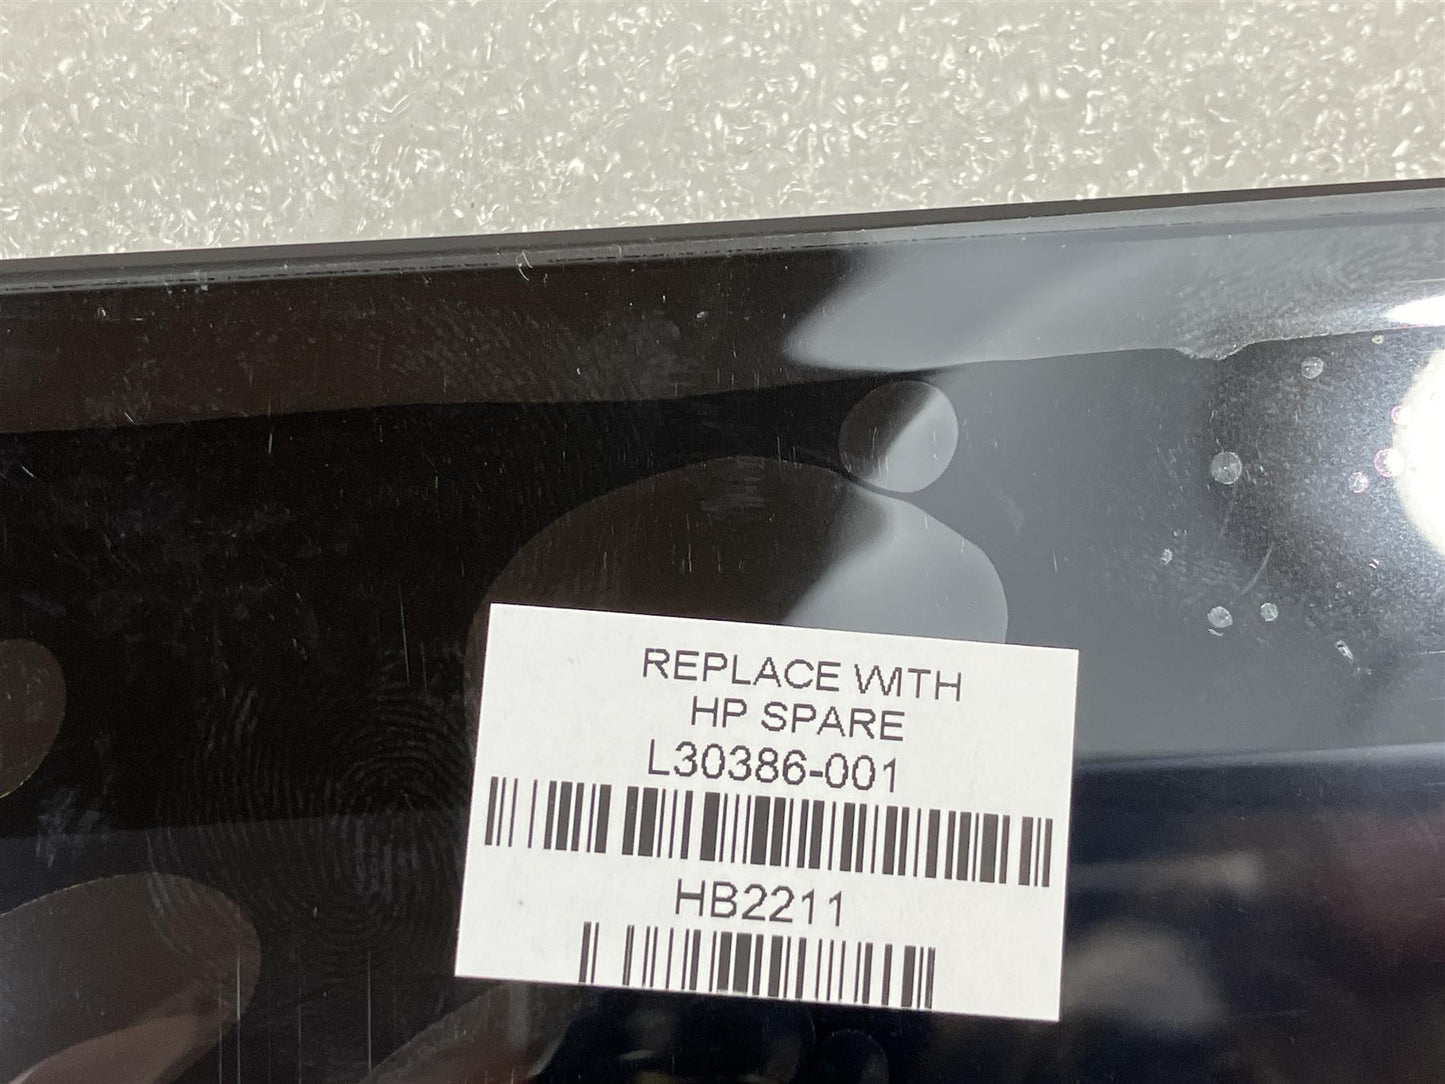 REPLACE WITH
HP SPARE
L30386-001
HB2211